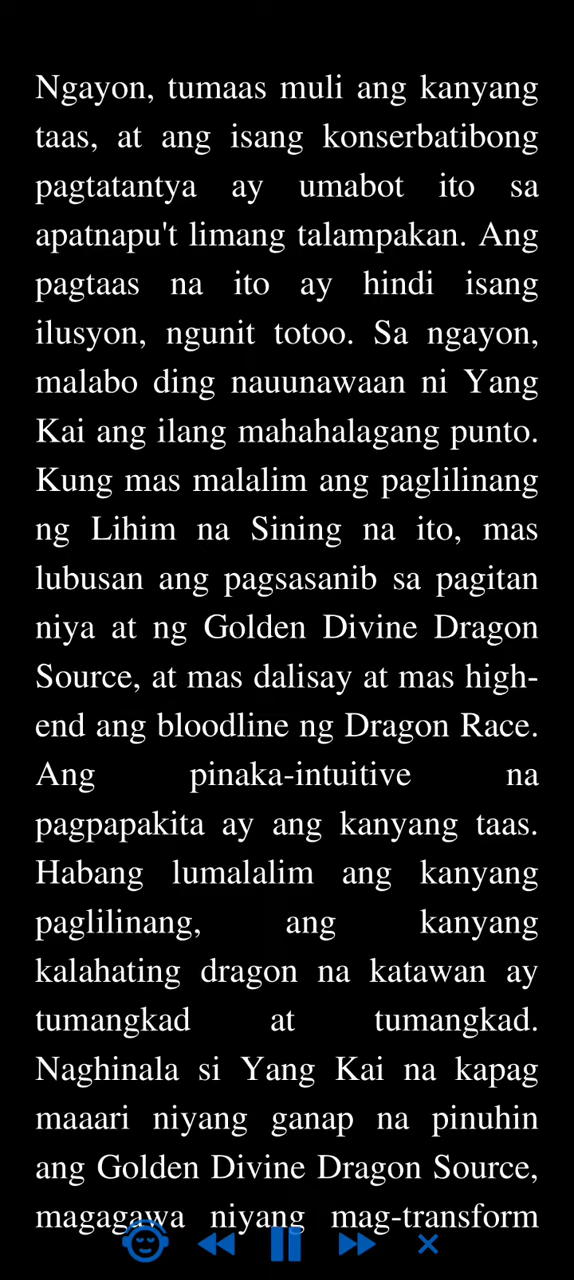 Ngayon, tumaas muli ang kanyang
taas, at ang isang konserbatibong
pagtatantya ay umabot ito sa
apatnapu't limang talampakan. Ang
pagtaas na ito ay hindi isang
ilusyon, ngunit totoo. Sa ngayon,
malabo ding nauunawaan ni Yang
Kai ang ilang mahahalagang punto.
Kung mas malalim ang paglilinang
ng Lihim na Sining na ito, mas
lubusan ang pagsasanib sa pagitan
niya at ng Golden Divine Dragon
Source, at mas dalisay at mas high-
end ang bloodline ng Dragon Race.
Ang pinaka-intuitive na
pagpapakita ay ang kanyang taas.
Habang lumalalim ang kanyang
paglilinang, ang kanyang
kalahating dragon na katawan ay
tumangkad at tumangkad.
Naghinala si Yang Kai na kapag
maaari niyang ganap na pinuhin
ang Golden Divine Dragon Source,
magagawa niyang mag-transform